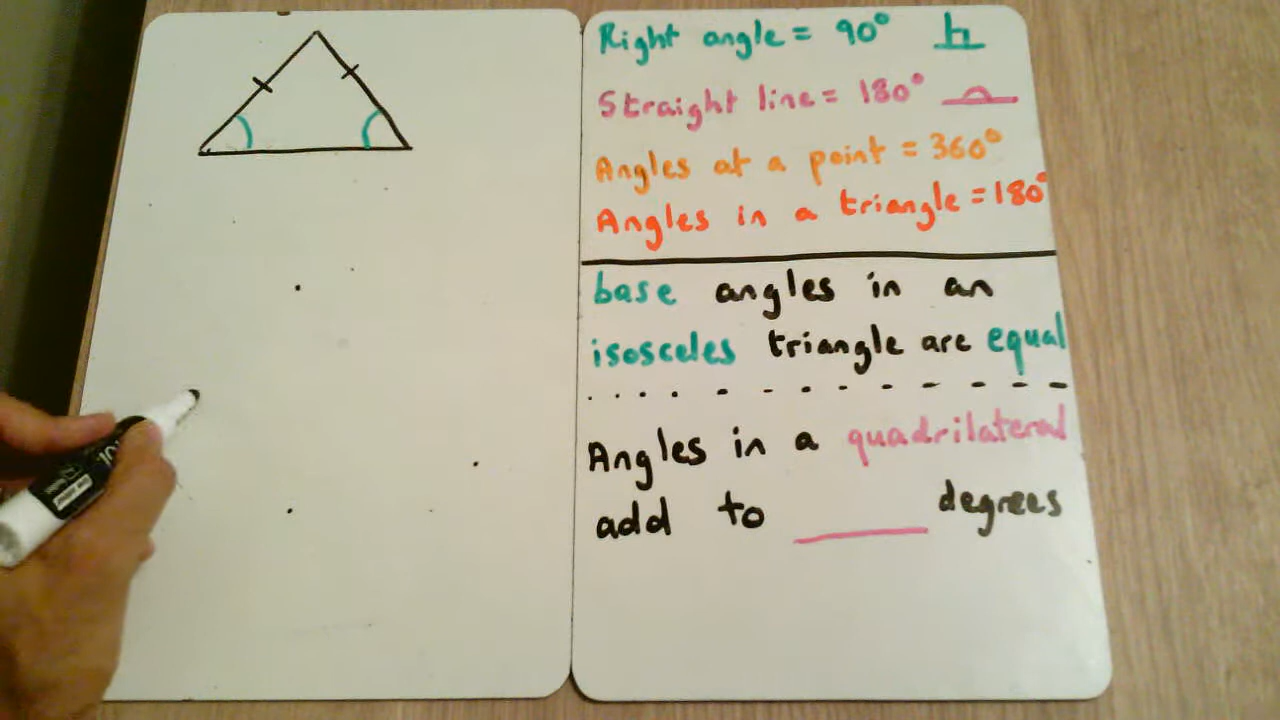 Right angle = 90°
Straight line = 180°
Angles at a point = 360°
Angles in a triangle = 180°
base angles in an
isosceles triangle are equal
Angles in a quadrilateral
add to ______ degrees